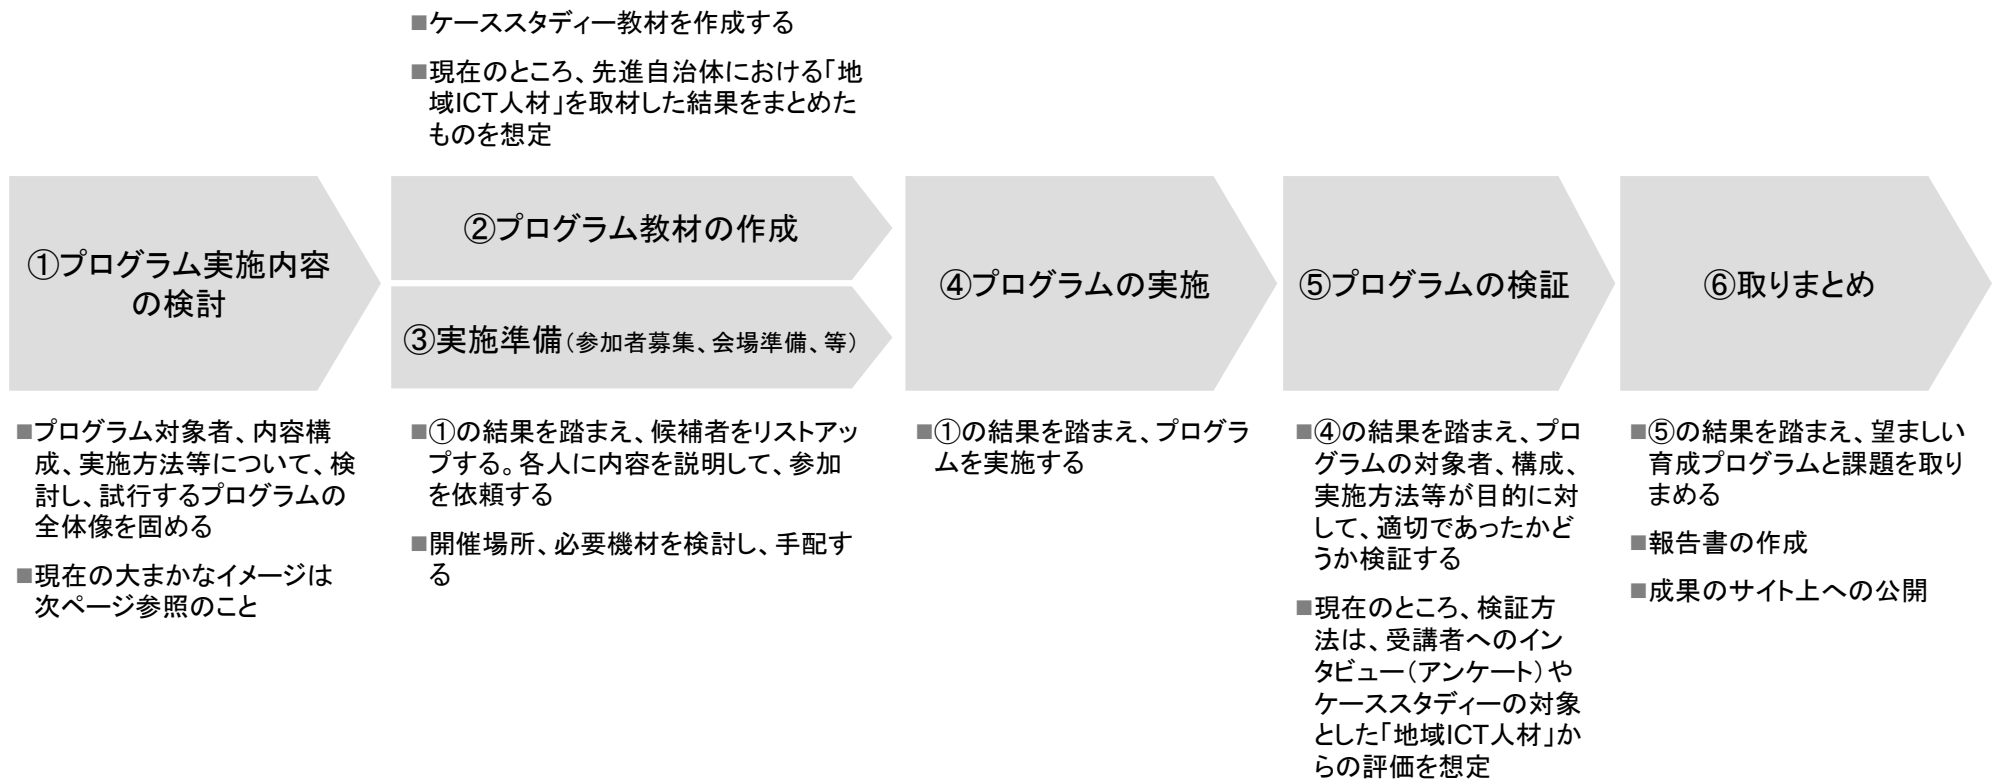 ■ケーススタディー教材を作成する
■現在のところ、先進自治体における「地
域ICT人材」を取材した結果をまとめた
ものを想定
①プログラム実施内容
の検討
②プログラム教材の作成
③実施準備(参加者募集、会場準備、等)
④プログラムの実施
⑤プログラムの検証
⑥取りまとめ
■プログラム対象者、内容構
成、実施方法等について、検
討し、試行するプログラムの
全体像を固める
■現在の大まかなイメージは
次ページ参照のこと
■①の結果を踏まえ、候補者をリストアッ
プする。各人に内容を説明して、参加
を依頼する
■開催場所、必要機材を検討し、手配す
る
■①の結果を踏まえ、プログラ
ムを実施する
■④の結果を踏まえ、プロ
グラムの対象者、構成、
実施方法等が目的に対
して、適切であったかど
うか検証する
■現在のところ、検証方
法は、受講者へのイン
タビュー(アンケート)や
ケーススタディーの対象
とした「地域ICT人材」か
らの評価を想定
■⑤の結果を踏まえ、望ましい
育成プログラムと課題を取り
まめる
■報告書の作成
■成果のサイト上への公開